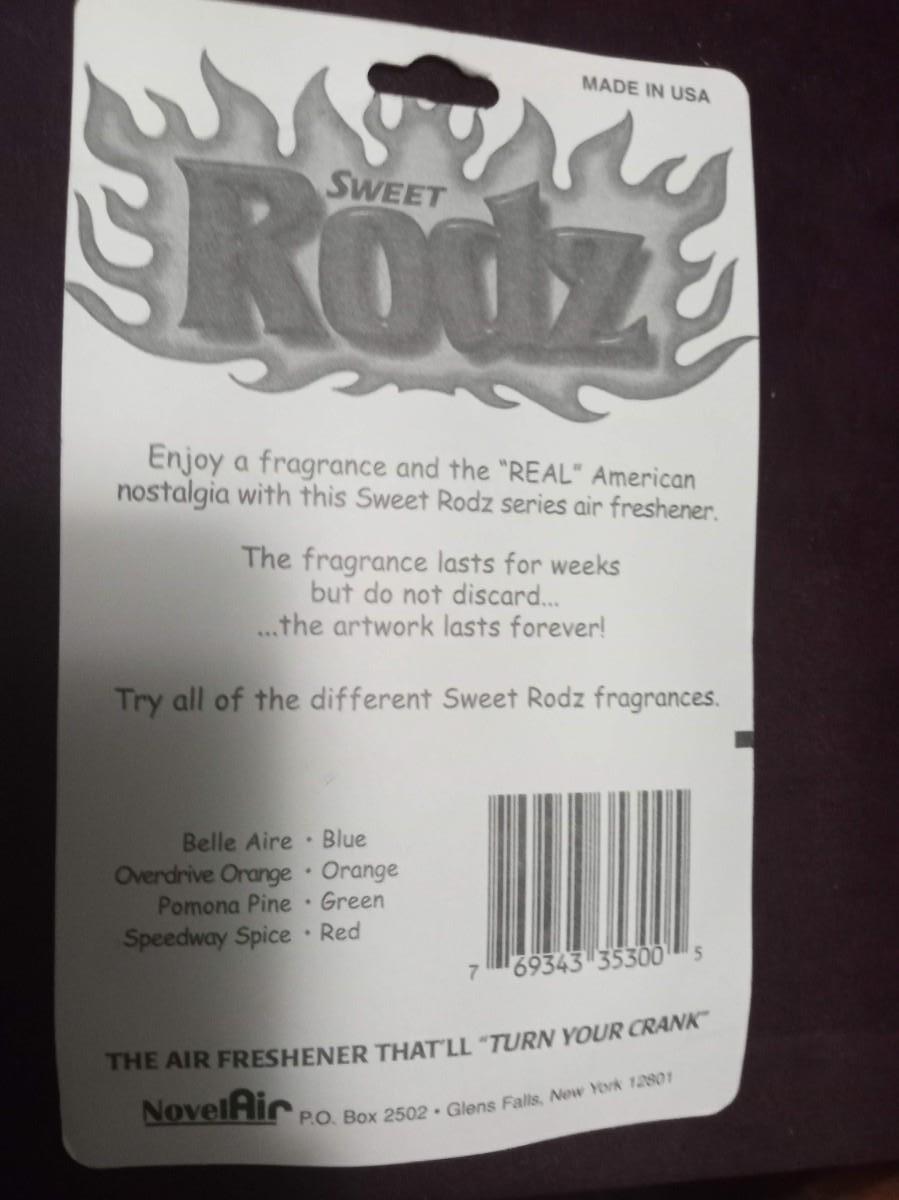 MADE IN USA
SWEET
Rodz
Enjoy a fragrance and the "REAL" American
nostalgia with this Sweet Rodz series air freshener.
The fragrance lasts for weeks
but do not discard...
...the artwork lasts forever!
Try all of the different Sweet Rodz fragrances.
Belle Aire • Blue
Overdrive Orange • Orange
Pomona Pine • Green
Speedway Spice • Red
7 69343 35300 5
THE AIR FRESHENER THAT'LL "TURN YOUR CRANK"
NovelAir P.O. Box 2502 • Glens Falls, New York 12801